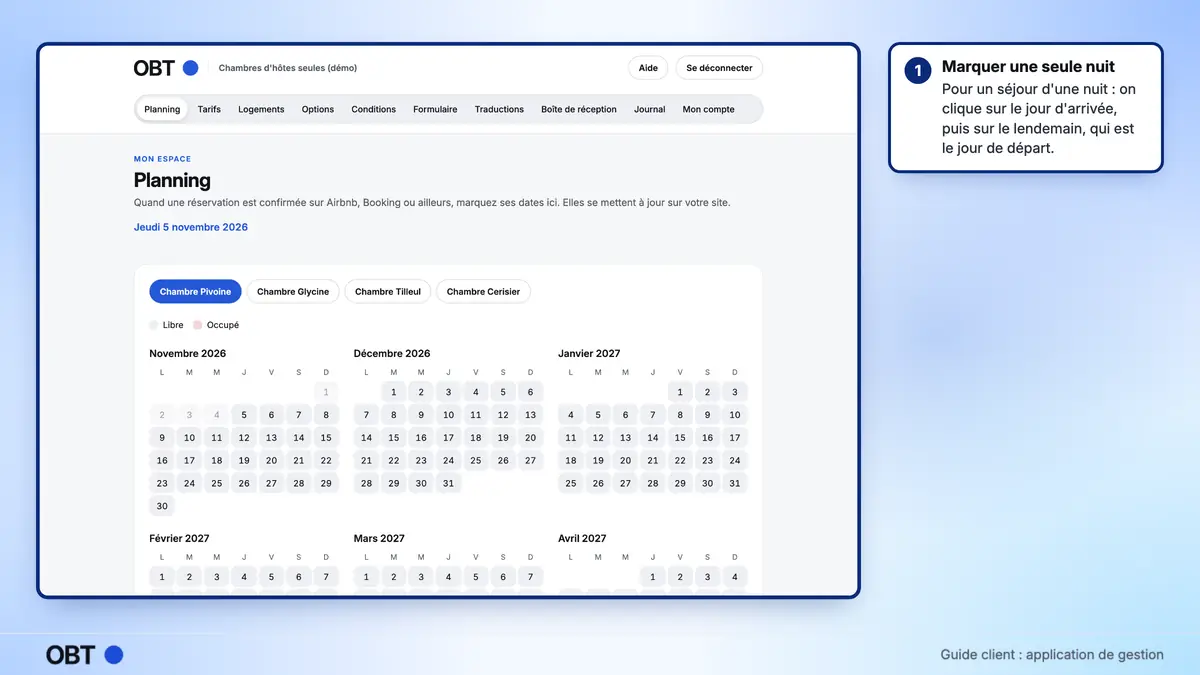 OBT
Chambres d'hôtes seules (démo)
Aide
Se déconnecter
Planning Tarifs Logements Options Conditions Formulaire Traductions Boîte de réception Journal Mon compte
MON ESPACE
Planning
Quand une réservation est confirmée sur Airbnb, Booking ou ailleurs, marquez ses dates ici. Elles se mettent à jour sur votre site.
Jeudi 5 novembre 2026
Chambre Pivoine Chambre Glycine Chambre Tilleul Chambre Cerisier
Libre Occupé
Novembre 2026
L M M J V S D
1
2 3 4 5 6 7 8
9 10 11 12 13 14 15
16 17 18 19 20 21 22
23 24 25 26 27 28 29
30
Décembre 2026
L M M J V S D
1 2 3 4 5 6
7 8 9 10 11 12 13
14 15 16 17 18 19 20
21 22 23 24 25 26 27
28 29 30 31
Janvier 2027
L M M J V S D
1 2 3
4 5 6 7 8 9 10
11 12 13 14 15 16 17
18 19 20 21 22 23 24
25 26 27 28 29 30 31
Février 2027
L M M J V S D
1 2 3 4 5 6 7
Mars 2027
L M M J V S D
1 2 3 4 5 6 7
Avril 2027
L M M J V S D
1 2 3 4
1 Marquer une seule nuit
Pour un séjour d'une nuit : on
clique sur le jour d'arrivée,
puis sur le lendemain, qui est
le jour de départ.
OBT
Guide client : application de gestion